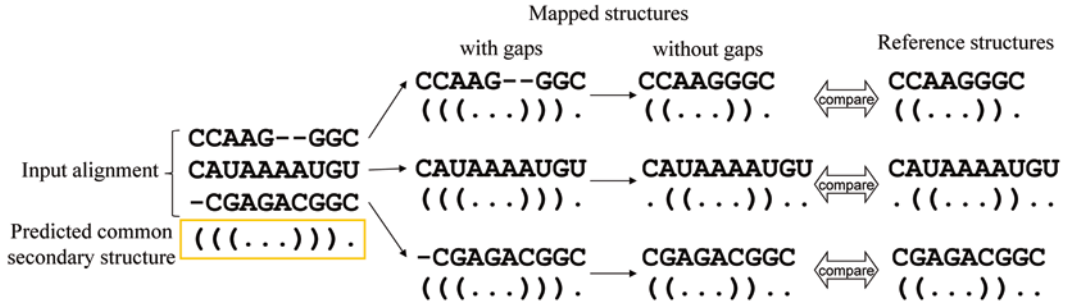 Mapped structures
with gaps
without gaps
Reference structures
CCAAG--GGC
(((...))).
CCAAGGGC
((...)).
compare
CCAAGGGC
((...)).
Input alignment
CCAAG--GGC
CAUAAAAUGU
-CGAGACGGC
Predicted common
secondary structure
(((...))).
CAUAAAAUGU
(((...))).
CAUAAAAUGU
.((...))..
compare
CAUAAAAUGU
.((...))..
-CGAGACGGC
(((...))).
CGAGACGGC
((...))..
compare
CGAGACGGC
((...))..